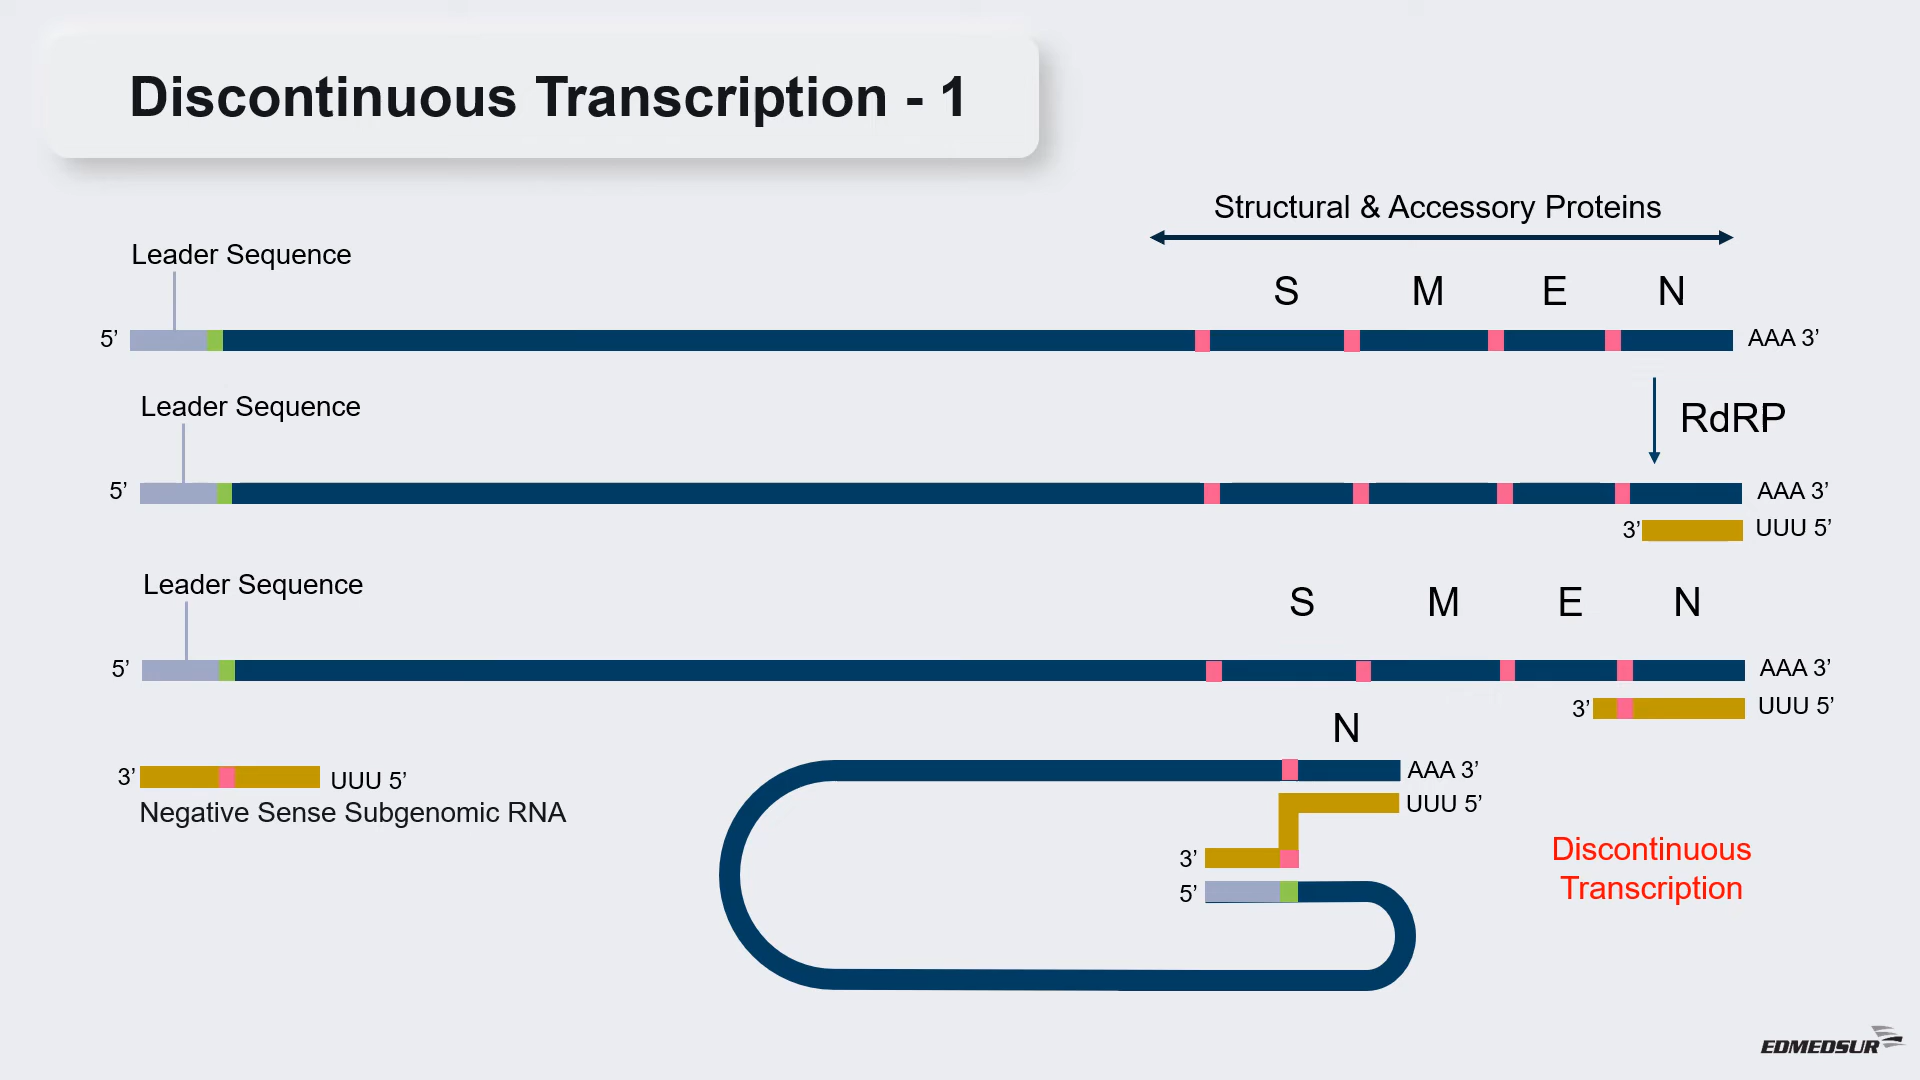 Discontinuous Transcription - 1
Structural & Accessory Proteins
Leader Sequence
S M E N
5’ AAA 3’
Leader Sequence
RdRP
5’ AAA 3’
3’ UUU 5’
Leader Sequence
S M E N
5’ AAA 3’
3’ UUU 5’
N
AAA 3’
3’ UUU 5’
Negative Sense Subgenomic RNA
UUU 5’
3’
5’
Discontinuous
Transcription
EDMEDSUR